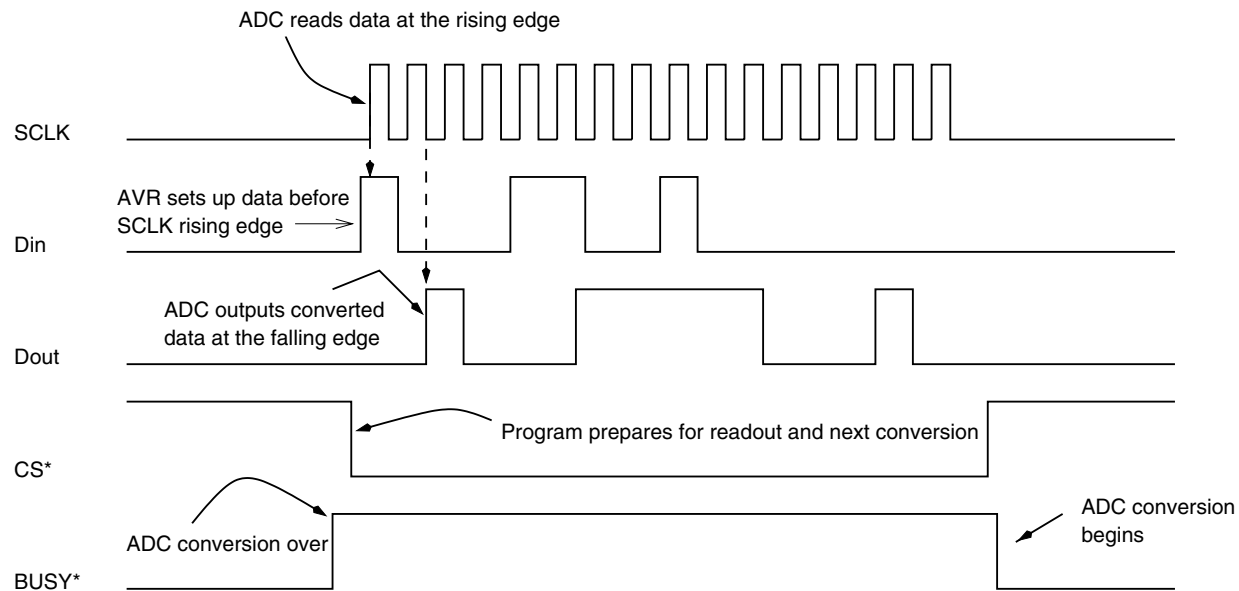 ADC reads data at the rising edge
SCLK
AVR sets up data before
SCLK rising edge
Din
ADC outputs converted
data at the falling edge
Dout
Program prepares for readout and next conversion
CS*
ADC conversion over
ADC conversion
begins
BUSY*